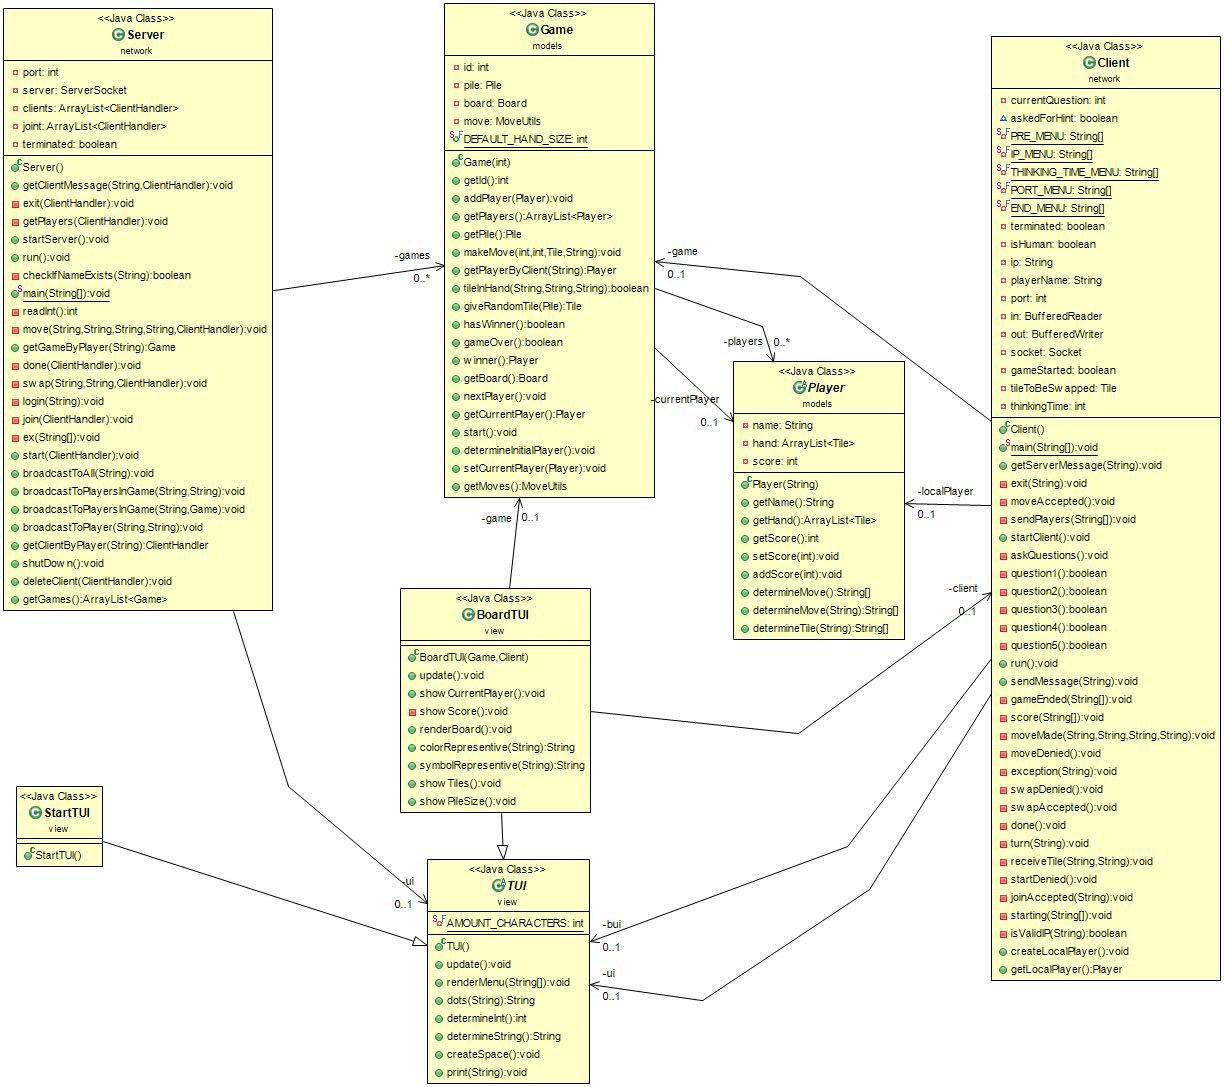 <<Java Class>>
Server
network
port: int
server: ServerSocket
clients: ArrayList<ClientHandler>
joint: ArrayList<ClientHandler>
terminated: boolean
Server()
getClientMessage(String,ClientHandler):void
exit(ClientHandler):void
getPlayers(ClientHandler):void
startServer():void
run():void
checkIfNameExists(String):boolean
main(String[]):void
readInt():int
move(String,String,String,String,ClientHandler):void
getGameByPlayer(String):Game
done(ClientHandler):void
swap(String,String,ClientHandler):void
login(String):void
join(ClientHandler):void
ex(String[]):void
start(ClientHandler):void
broadcastToAll(String):void
broadcastToPlayersInGame(String,String):void
broadcastToPlayersInGame(String,Game):void
broadcastToPlayer(String,String):void
getClientByPlayer(String):ClientHandler
shutDown():void
deleteClient(ClientHandler):void
getGames():ArrayList<Game>
-games
0..*
<<Java Class>>
Game
models
id: int
pile: Pile
board: Board
move: MoveUtils
DEFAULT_HAND_SIZE: int
Game(int)
getId():int
addPlayer(Player):void
getPlayers():ArrayList<Player>
getPile():Pile
makeMove(int,int,Tile,String):void
getPlayerByClient(String):Player
tileInHand(String,String,String):boolean
giveRandomTile(Pile):Tile
hasWinner():boolean
gameOver():boolean
winner():Player
getBoard():Board
nextPlayer():void
getCurrentPlayer():Player
start():void
determineInitialPlayer():void
setCurrentPlayer(Player):void
getMoves():MoveUtils
-game
0..1
-players
0..*
-currentPlayer
0..1
<<Java Class>>
Player
models
name: String
hand: ArrayList<Tile>
score: int
Player(String)
getName():String
getHand():ArrayList<Tile>
getScore():int
setScore(int):void
addScore(int):void
determineMove():String[]
determineMove(String):String[]
determineTile(String):String[]
-localPlayer
0..1
<<Java Class>>
Client
network
currentQuestion: int
askedForHint: boolean
PRE_MENU: String[]
IP_MENU: String[]
THINKING_TIME_MENU: String[]
PORT_MENU: String[]
END_MENU: String[]
terminated: boolean
isHuman: boolean
ip: String
playerName: String
port: int
in: BufferedReader
out: BufferedWriter
socket: Socket
gameStarted: boolean
tileToBeSwapped: Tile
thinkingTime: int
Client()
main(String[]):void
getServerMessage(String):void
exit(String):void
moveAccepted():void
sendPlayers(String[]):void
startClient():void
askQuestions():void
question1():boolean
question2():boolean
question3():boolean
question4():boolean
question5():boolean
run():void
sendMessage(String):void
gameEnded(String[]):void
score(String[]):void
moveMade(String,String,String,String):void
moveDenied():void
exception(String):void
swapDenied():void
swapAccepted():void
done():void
turn(String):void
receiveTile(String,String):void
startDenied():void
joinAccepted(String):void
starting(String[]):void
isValidIP(String):boolean
createLocalPlayer():void
getLocalPlayer():Player
-game
0..1
-client
0..1
<<Java Class>>
BoardTUI
view
BoardTUI(Game,Client)
update():void
showCurrentPlayer():void
showScore():void
renderBoard():void
colorRepresentive(String):String
symbolRepresentive(String):String
showTiles():void
showPileSize():void
<<Java Class>>
StartTUI
view
StartTUI()
-ui
0..1
<<Java Class>>
TUI
view
AMOUNT_CHARACTERS: int
TUI()
update():void
renderMenu(String[]):void
dots(String):String
determineInt():int
determineString():String
createSpace():void
print(String):void
-bui
0..1
-ui
0..1